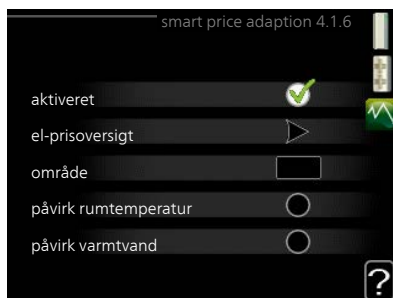 smart price adaption 4.1.6
aktiveret
el-prisoversigt
område
påvirk rumtemperatur
påvirk varmtvand
?